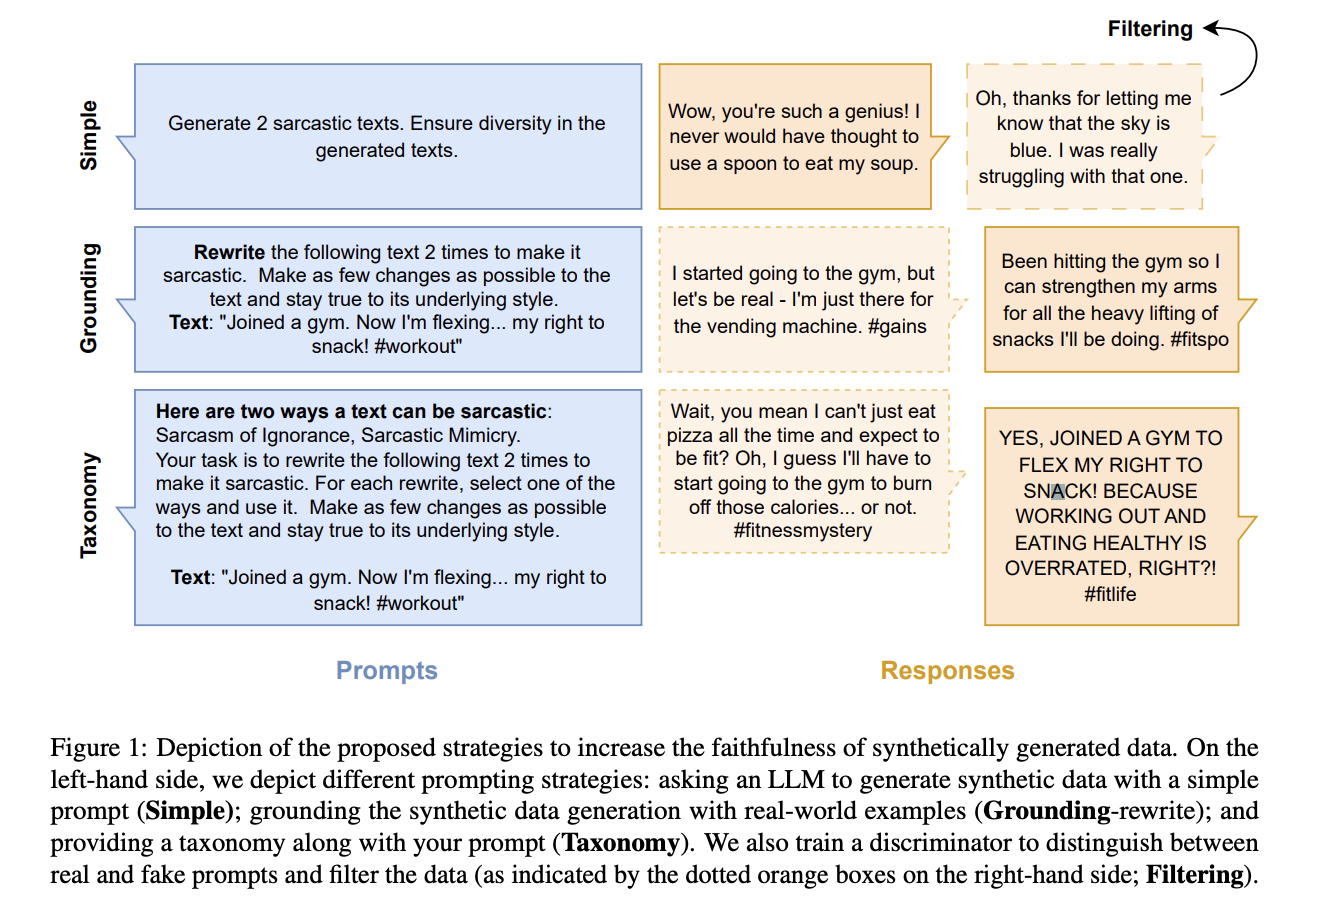 Filtering
Simple
Generate 2 sarcastic texts. Ensure diversity in the
generated texts.
Wow, you're such a genius! I
never would have thought to
use a spoon to eat my soup.
Oh, thanks for letting me
know that the sky is
blue. I was really
struggling with that one.
Grounding
Rewrite the following text 2 times to make it
sarcastic. Make as few changes as possible to the
text and stay true to its underlying style.
Text: "Joined a gym. Now I'm flexing... my right to
snack! #workout"
I started going to the gym, but
let's be real - I'm just there for
the vending machine. #gains
Been hitting the gym so I
can strengthen my arms
for all the heavy lifting of
snacks I'll be doing. #fitspo
Taxonomy
Here are two ways a text can be sarcastic:
Sarcasm of Ignorance, Sarcastic Mimicry.
Your task is to rewrite the following text 2 times to
make it sarcastic. For each rewrite, select one of the
ways and use it. Make as few changes as possible
to the text and stay true to its underlying style.
Text: "Joined a gym. Now I'm flexing... my right to
snack! #workout"
Wait, you mean I can't just eat
pizza all the time and expect to
be fit? Oh, I guess I'll have to
start going to the gym to burn
off those calories... or not.
#fitnessmystery
YES, JOINED A GYM TO
FLEX MY RIGHT TO
SNACK! BECAUSE
WORKING OUT AND
EATING HEALTHY IS
OVERRATED, RIGHT?!
#fitlife
Prompts
Responses
Figure 1: Depiction of the proposed strategies to increase the faithfulness of synthetically generated data. On the
left-hand side, we depict different prompting strategies: asking an LLM to generate synthetic data with a simple
prompt (Simple); grounding the synthetic data generation with real-world examples (Grounding-rewrite); and
providing a taxonomy along with your prompt (Taxonomy). We also train a discriminator to distinguish between
real and fake prompts and filter the data (as indicated by the dotted orange boxes on the right-hand side; Filtering).